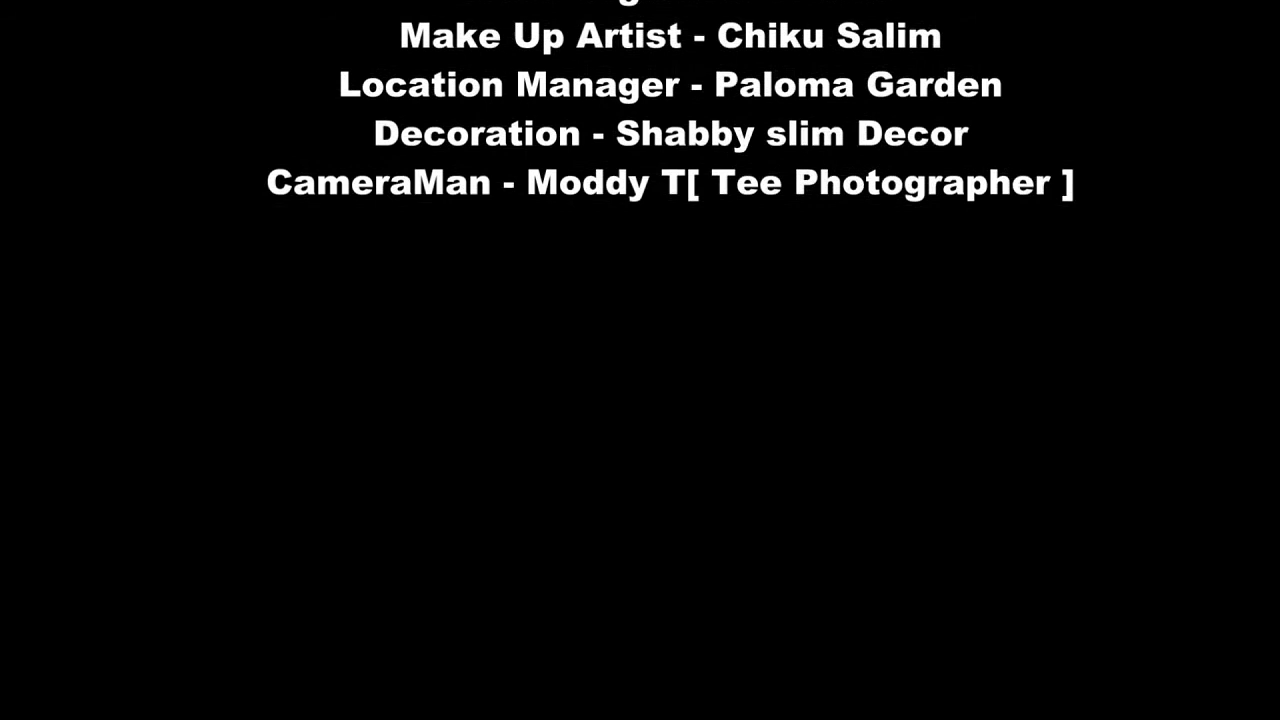 Make Up Artist - Chiku Salim
Location Manager - Paloma Garden
Decoration - Shabby slim Decor
CameraMan - Moddy T[ Tee Photographer ]